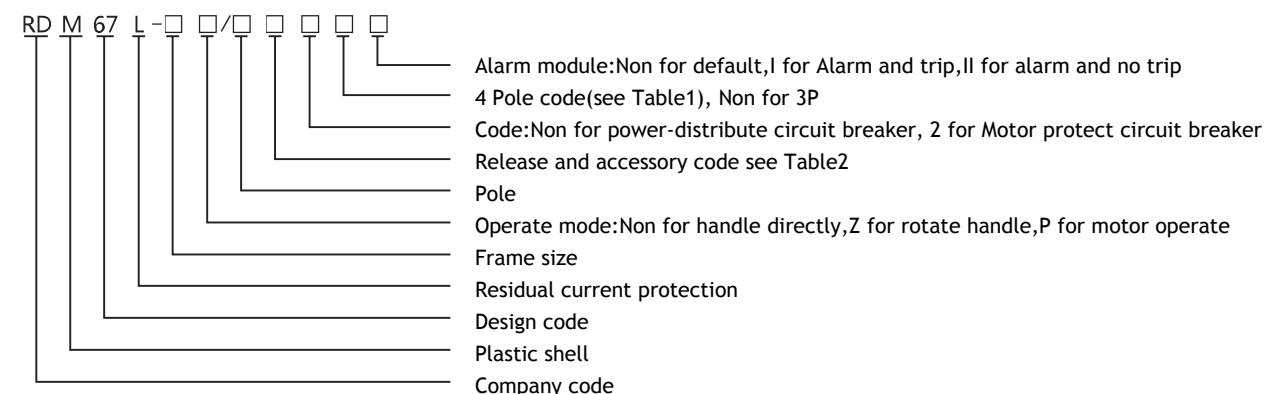 RD M 67 L -□ □/□ □ □ □ □
Alarm module:Non for default,I for Alarm and trip,II for alarm and no trip
4 Pole code(see Table1), Non for 3P
Code:Non for power-distribute circuit breaker, 2 for Motor protect circuit breaker
Release and accessory code see Table2
Pole
Operate mode:Non for handle directly,Z for rotate handle,P for motor operate
Frame size
Residual current protection
Design code
Plastic shell
Company code